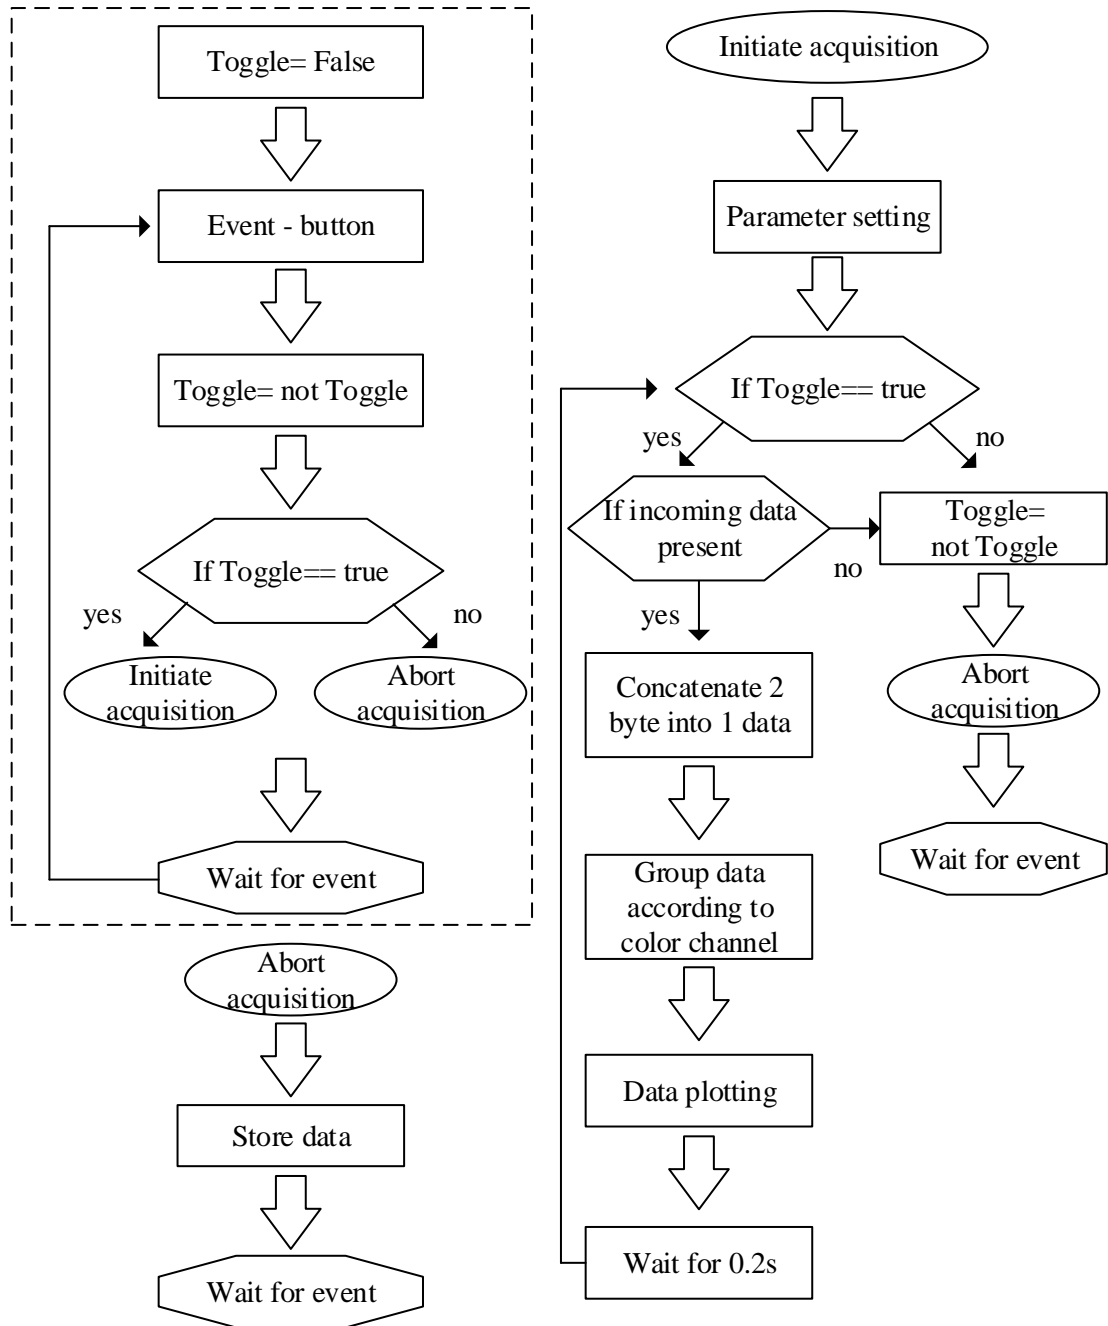 Toggle= False
Event - button
Toggle= not Toggle
If Toggle== true
yes
no
Initiate
acquisition
Abort
acquisition
Wait for event
Abort
acquisition
Store data
Wait for event
Initiate acquisition
Parameter setting
If Toggle== true
yes
no
If incoming data
present
no
yes
Toggle=
not Toggle
Abort
acquisition
Wait for event
Concatenate 2
byte into 1 data
Group data
according to
color channel
Data plotting
Wait for 0.2s